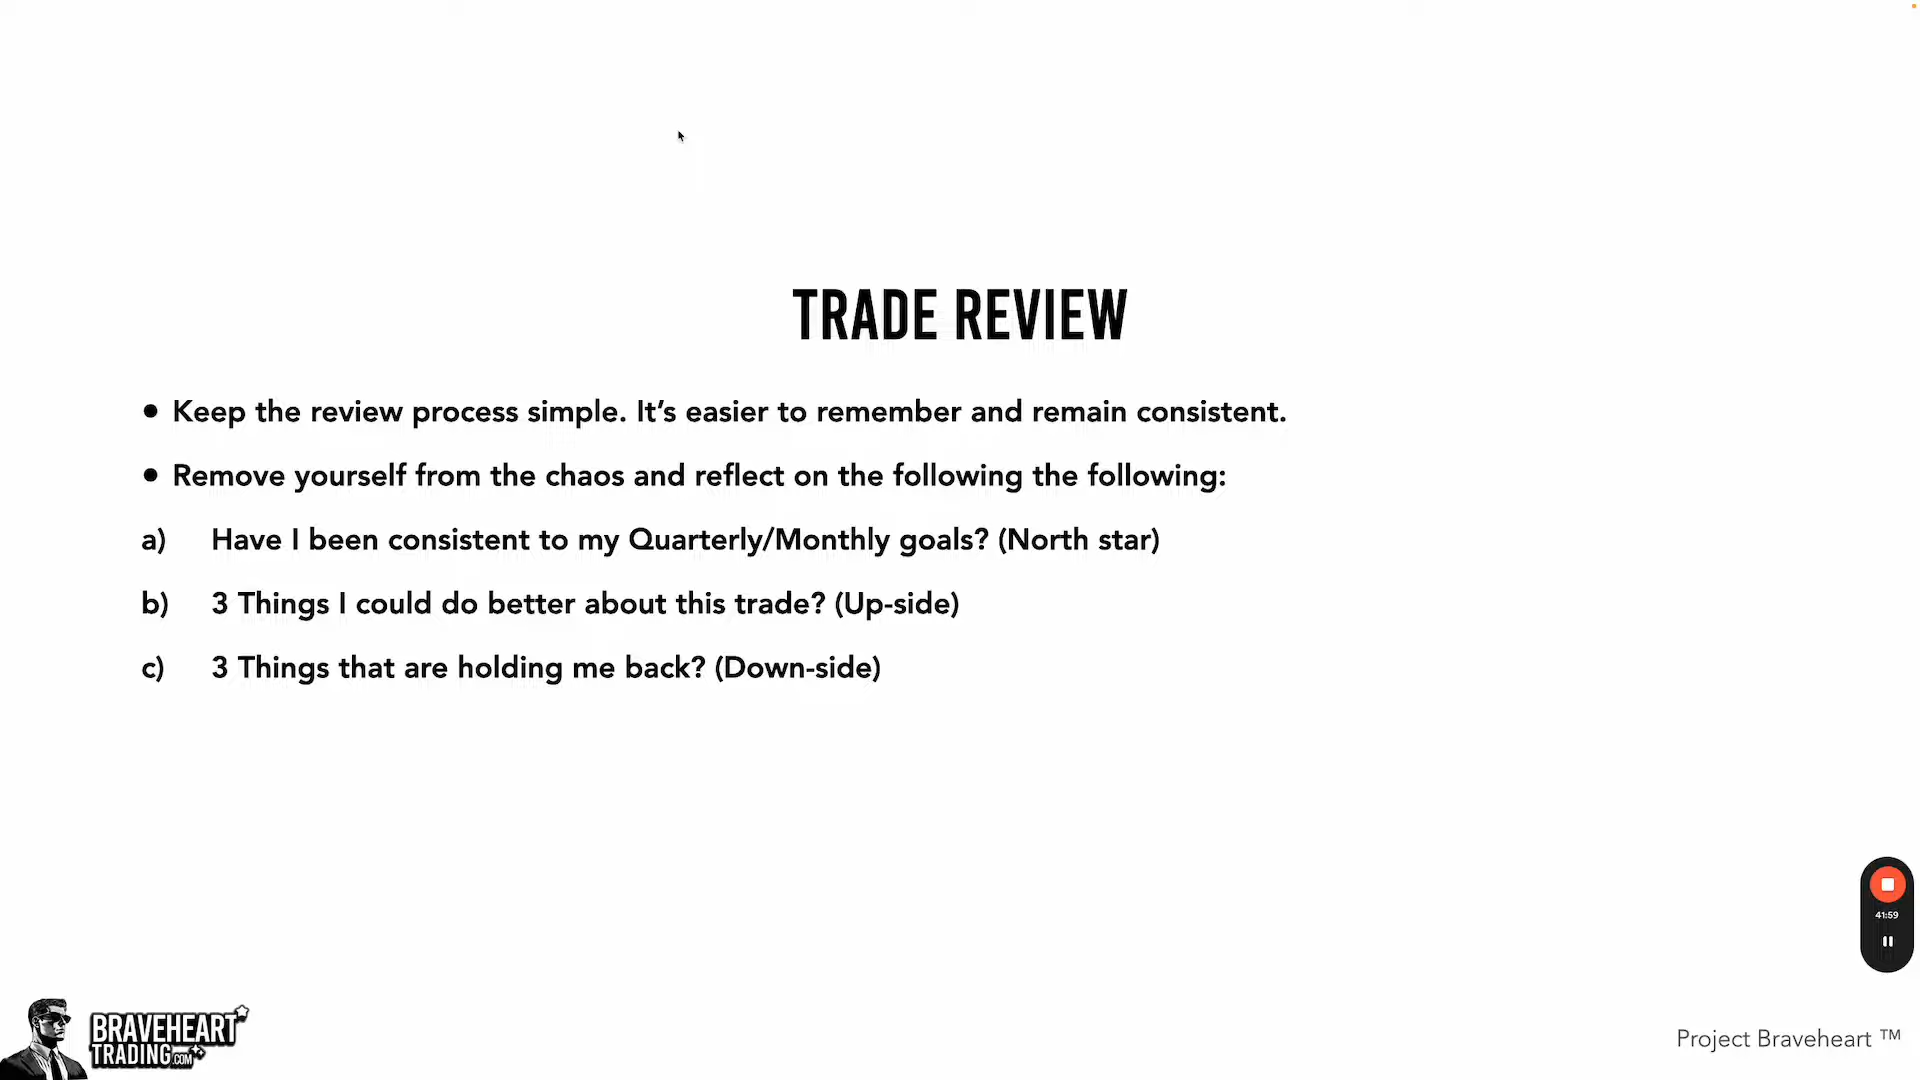 TRADE REVIEW
• Keep the review process simple. It’s easier to remember and remain consistent.
• Remove yourself from the chaos and reflect on the following the following:
a) Have I been consistent to my Quarterly/Monthly goals? (North star)
b) 3 Things I could do better about this trade? (Up-side)
c) 3 Things that are holding me back? (Down-side)
41:59
BRAVEHEART
TRADING.COM
Project Braveheart ™